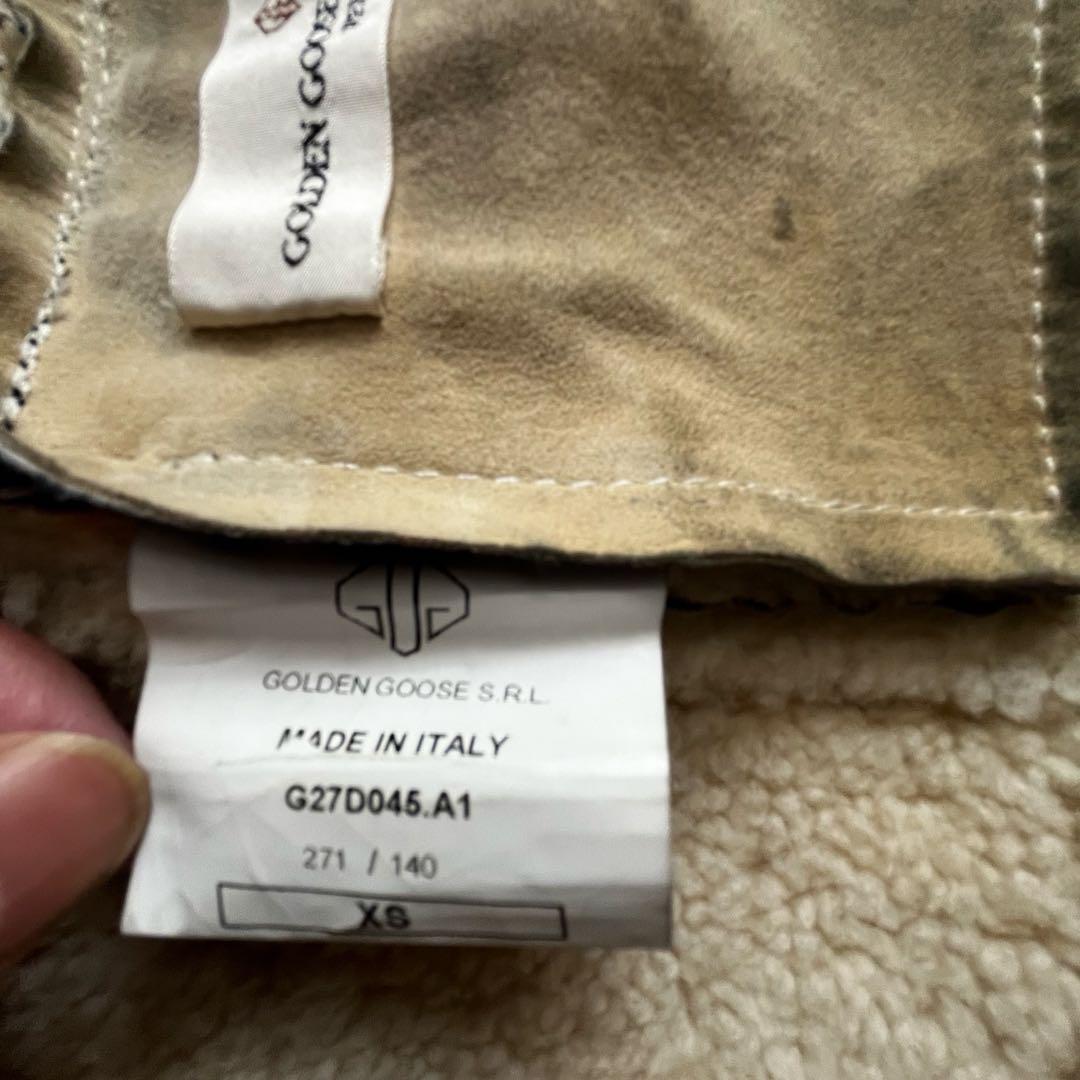 GOLDEN GOOSE
GOLDEN GOOSE S.R.L.
MADE IN ITALY
G27D045.A1
271 / 140
XS